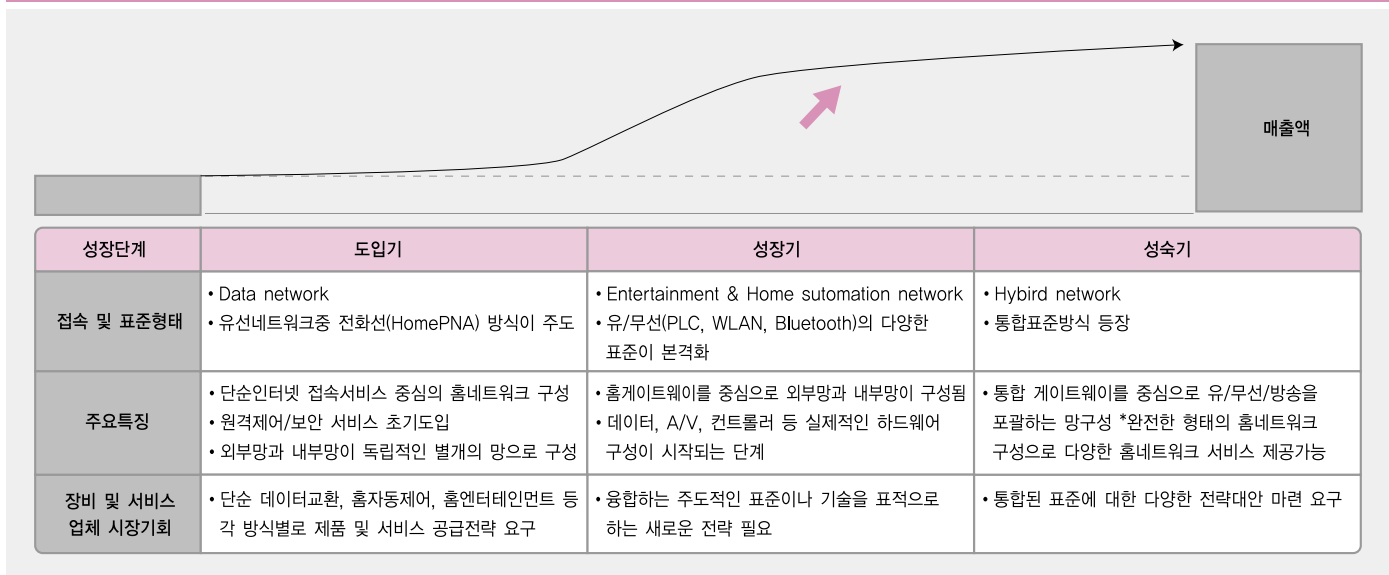 매출액
성장단계
도입기
성장기
성숙기
접속 및 표준형태
• Data network
• 유선네트워크중 전화선(HomePNA) 방식이 주도
• Entertainment & Home sutomation network
• 유/무선(PLC, WLAN, Bluetooth)의 다양한
표준이 본격화
• Hybird network
• 통합표준방식 등장
주요특징
• 단순인터넷 접속서비스 중심의 홈네트워크 구성
• 원격제어/보안 서비스 초기도입
• 외부망과 내부망이 독립적인 별개의 망으로 구성
• 홈게이트웨이를 중심으로 외부망과 내부망이 구성됨
• 데이터, A/V, 컨트롤러 등 실제적인 하드웨어
구성이 시작되는 단계
• 통합 게이트웨이를 중심으로 유/무선/방송을
포괄하는 망구성 *완전한 형태의 홈네트워크
구성으로 다양한 홈네트워크 서비스 제공가능
장비 및 서비스
업체 시장기회
• 단순 데이터교환, 홈자동제어, 홈엔터테인먼트 등
각 방식별로 제품 및 서비스 공급전략 요구
• 융합하는 주도적인 표준이나 기술을 표적으로
하는 새로운 전략 필요
• 통합된 표준에 대한 다양한 전략대안 마련 요구